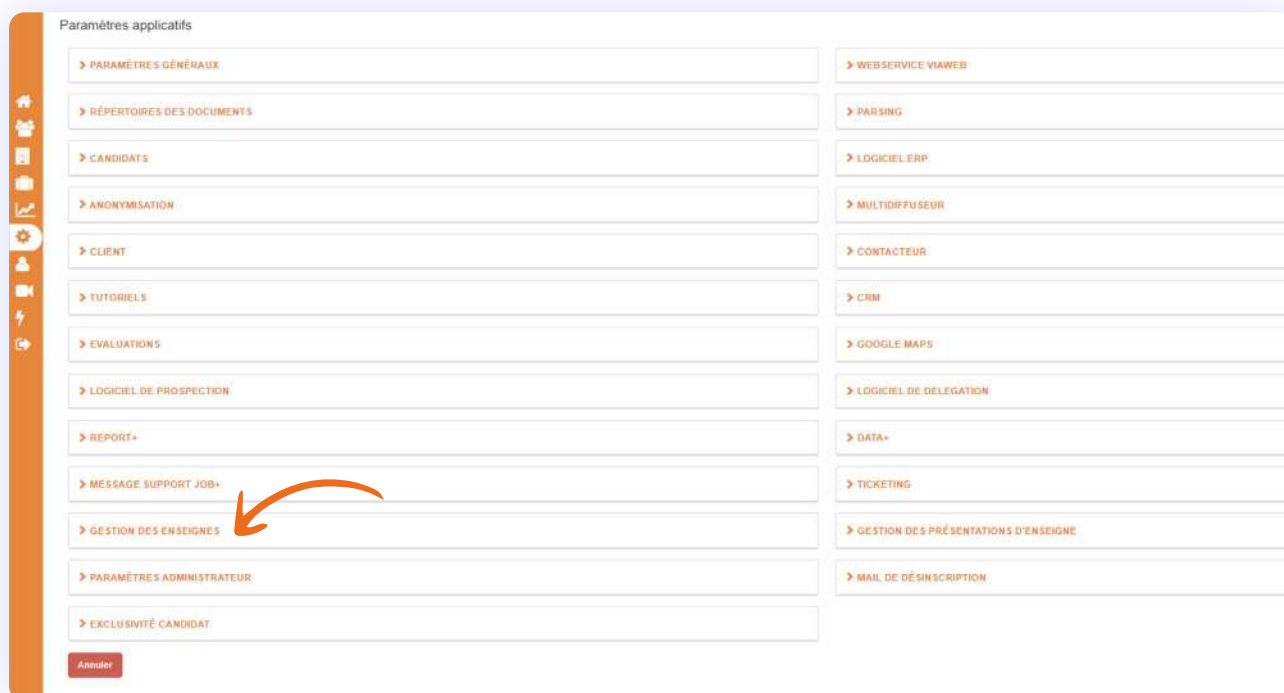 Paramètres applicatifs
PARAMÈTRES GÉNÉRAUX
RÉPERTOIRES DES DOCUMENTS
CANDIDATS
ANONYMISATION
CLIENT
TUTORIELS
EVALUATIONS
LOGICIEL DE PROSPECTION
REPORT+
MESSAGE SUPPORT JOB+
GESTION DES ENSEIGNES
PARAMÈTRES ADMINISTRATEUR
EXCLUSIVITÉ CANDIDAT
WEBSERVICE VIAWEB
PARSING
LOGICIEL ERP
MULTIDIFFUSEUR
CONTACTEUR
CRM
GOOGLE MAPS
LOGICIEL DE DELEGATION
DATA+
TICKETING
GESTION DES PRÉSENTATIONS D'ENSEIGNE
MAIL DE DÉSINSCRIPTION
Annuler